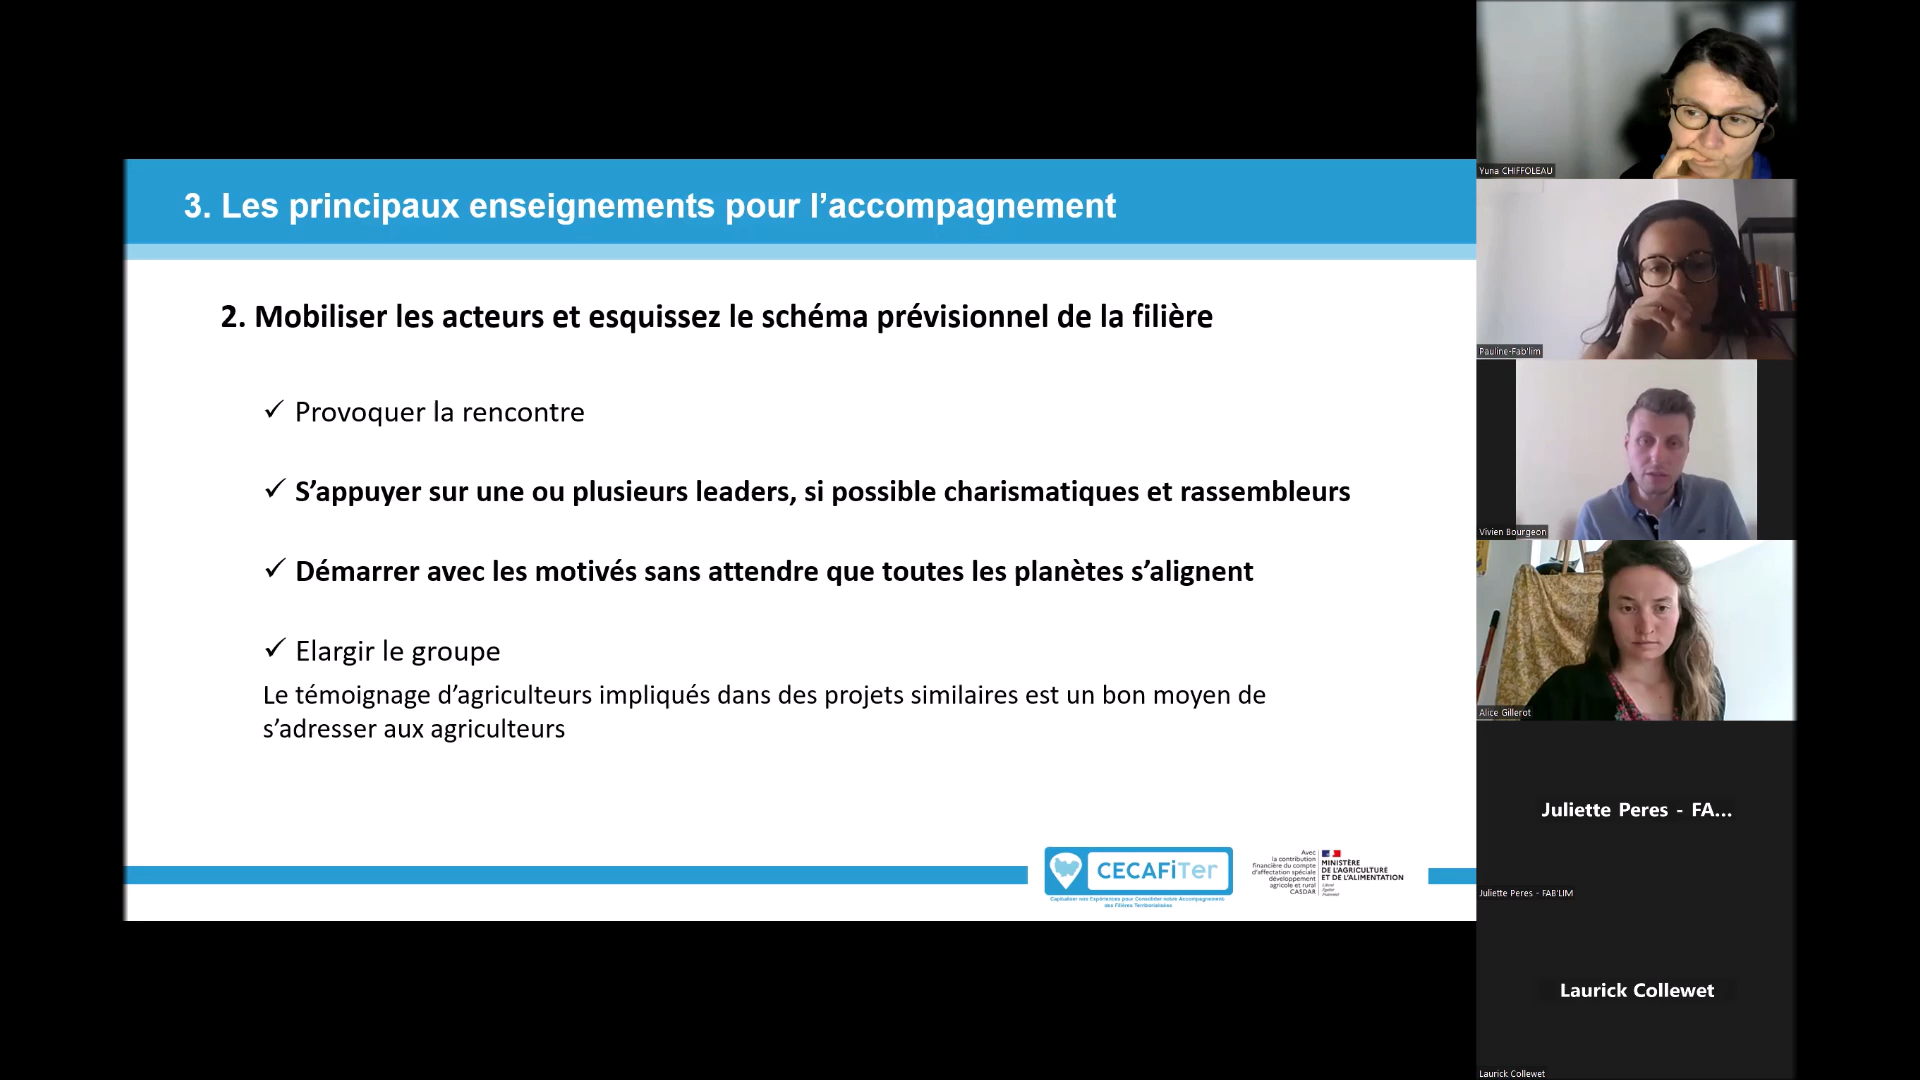 3. Les principaux enseignements pour l’accompagnement
2. Mobiliser les acteurs et esquissez le schéma prévisionnel de la filière
✓ Provoquer la rencontre
✓ S’appuyer sur une ou plusieurs leaders, si possible charismatiques et rassembleurs
✓ Démarrer avec les motivés sans attendre que toutes les planètes s’alignent
✓ Elargir le groupe
Le témoignage d’agriculteurs impliqués dans des projets similaires est un bon moyen de
s’adresser aux agriculteurs
CECAFiTer
Capitaliser nos Expériences pour Consolider notre Accompagnement
des Filières Territorialisées
Avec
la contribution
financière du compte
d’affectation spéciale
développement
agricole et rural
CASDAR
MINISTÈRE
DE L’AGRICULTURE
ET DE L’ALIMENTATION
Liberté
Égalité
Fraternité
Yuna CHIFFOLEAU
Pauline-Fab'lim
Vivien Bourgeon
Alice Gillerot
Juliette Peres - FA...
Juliette Peres - FAB'LIM
Laurick Collewet
Laurick Collewet